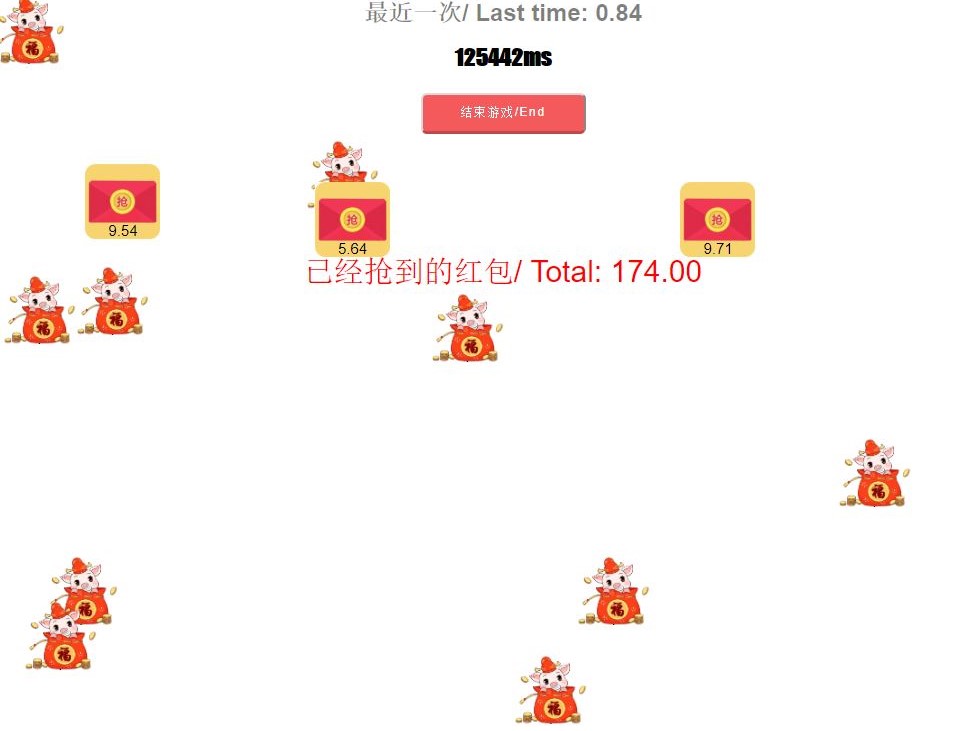 福
最近一次/ Last time: 0.84
125442ms
结束游戏/End
抢
9.54
抢
5.64
抢
9.71
已经抢到的红包/ Total: 174.00
福
福
福
福
福
福
福
福